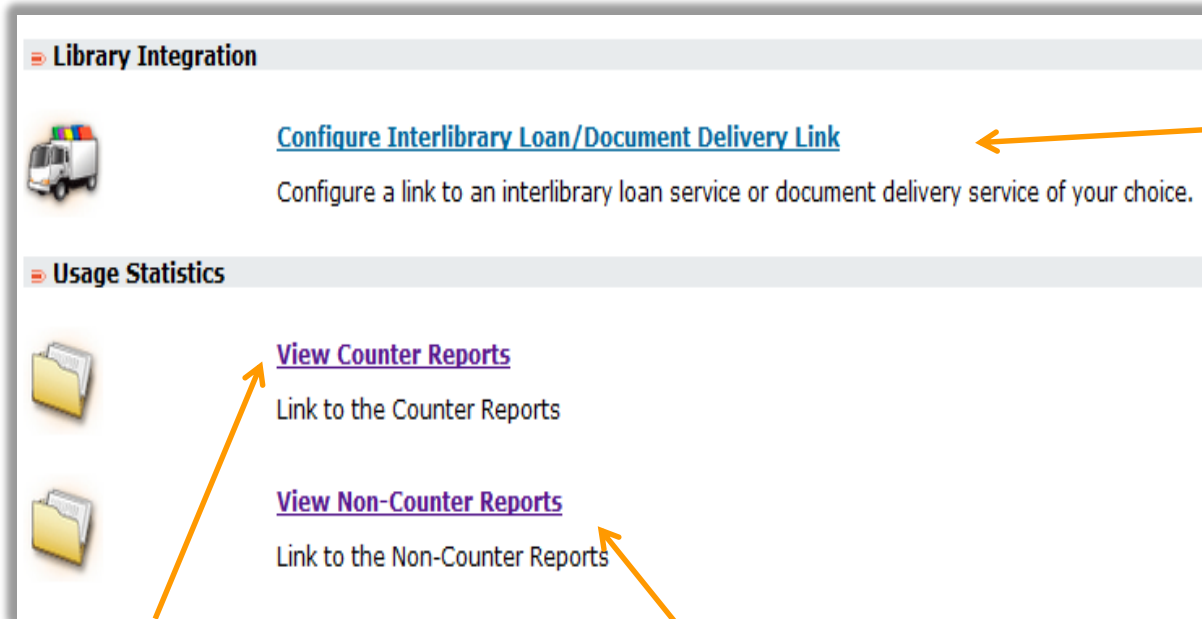 Library Integration
Configure Interlibrary Loan/Document Delivery Link
Configure a link to an interlibrary loan service or document delivery service of your choice.
Usage Statistics
View Counter Reports
Link to the Counter Reports
View Non-Counter Reports
Link to the Non-Counter Reports